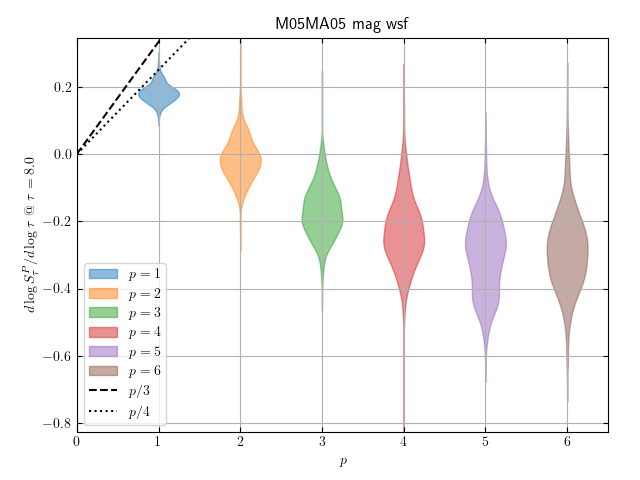 M05MA05 mag wsf
d log S_τ^P / d log τ @ τ = 8.0
0.2
0.0
−0.2
−0.4
−0.6
−0.8
p = 1
p = 2
p = 3
p = 4
p = 5
p = 6
p/3
p/4
0 1 2 3 4 5 6
p